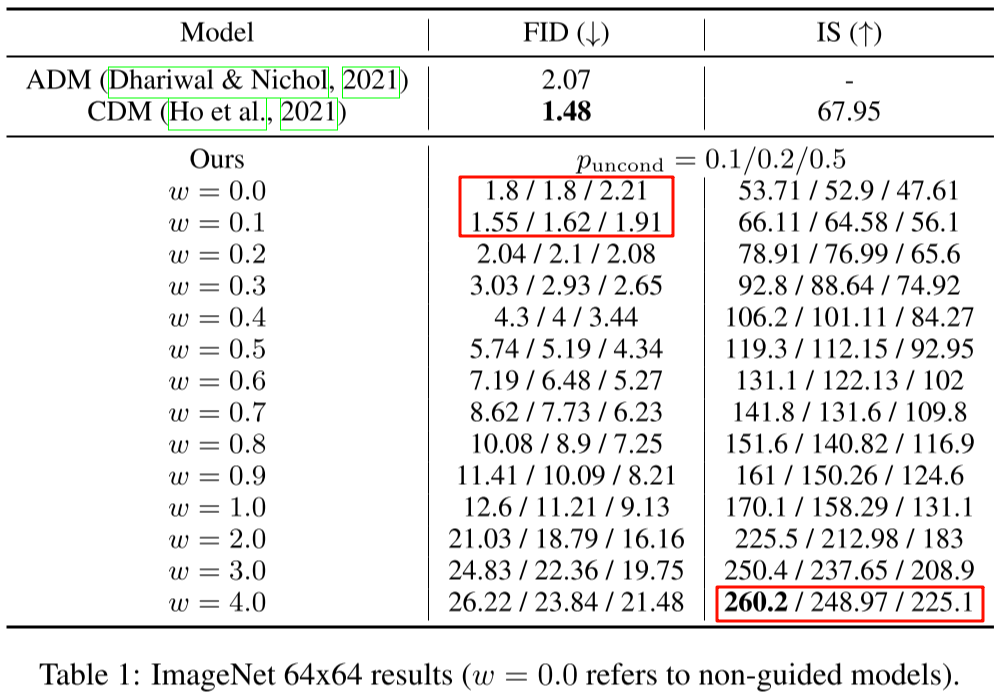 Model FID (↓) IS (↑)
ADM (Dhariwal & Nichol, 2021) 2.07 -
CDM (Ho et al., 2021) 1.48 67.95
Ours p_uncond = 0.1/0.2/0.5
w = 0.0 1.8 / 1.8 / 2.21 53.71 / 52.9 / 47.61
w = 0.1 1.55 / 1.62 / 1.91 66.11 / 64.58 / 56.1
w = 0.2 2.04 / 2.1 / 2.08 78.91 / 76.99 / 65.6
w = 0.3 3.03 / 2.93 / 2.65 92.8 / 88.64 / 74.92
w = 0.4 4.3 / 4 / 3.44 106.2 / 101.11 / 84.27
w = 0.5 5.74 / 5.19 / 4.34 119.3 / 112.15 / 92.95
w = 0.6 7.19 / 6.48 / 5.27 131.1 / 122.13 / 102
w = 0.7 8.62 / 7.73 / 6.23 141.8 / 131.6 / 109.8
w = 0.8 10.08 / 8.9 / 7.25 151.6 / 140.82 / 116.9
w = 0.9 11.41 / 10.09 / 8.21 161 / 150.26 / 124.6
w = 1.0 12.6 / 11.21 / 9.13 170.1 / 158.29 / 131.1
w = 2.0 21.03 / 18.79 / 16.16 225.5 / 212.98 / 183
w = 3.0 24.83 / 22.36 / 19.75 250.4 / 237.65 / 208.9
w = 4.0 26.22 / 23.84 / 21.48 260.2 / 248.97 / 225.1
Table 1: ImageNet 64x64 results (w = 0.0 refers to non-guided models).